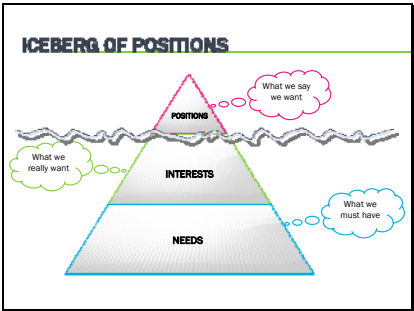 ICEBERG OF POSITIONS
What we say
we want
POSITIONS
What we
really want
INTERESTS
What we
must have
NEEDS